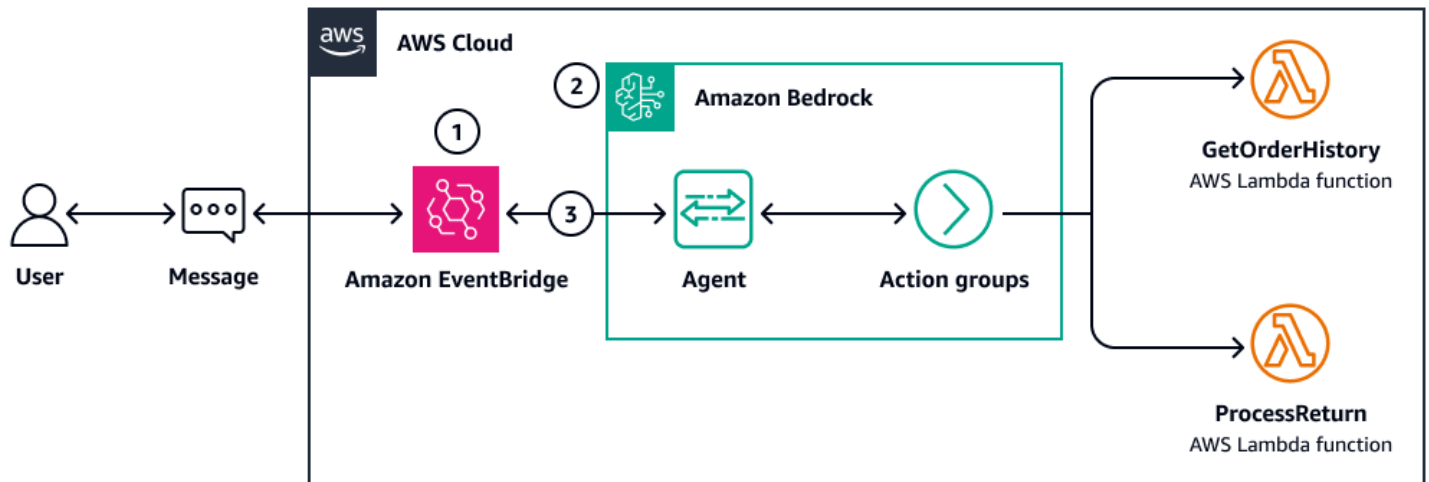 aws
AWS Cloud
2
Amazon Bedrock
1
GetOrderHistory
AWS Lambda function
3
User
Message
Amazon EventBridge
Agent
Action groups
ProcessReturn
AWS Lambda function